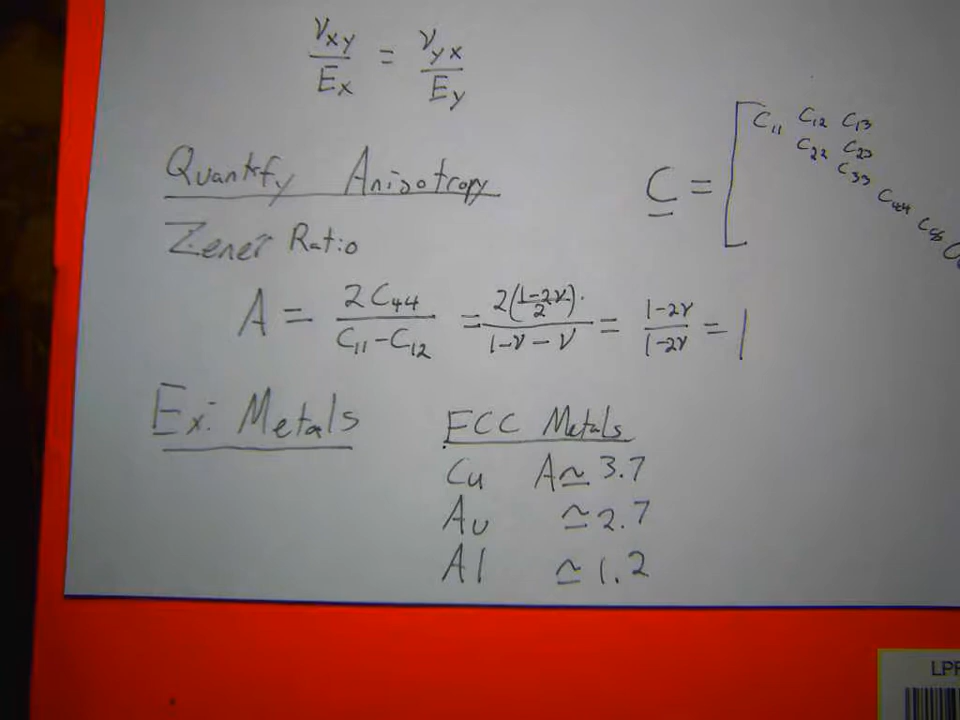 νxy/Ex = νyx/Ey
Quantify Anisotropy
Zener Ratio
C = [ C11 C12 C13
C22 C23
C33
C44
C55
A = 2C44/(C11-C12) = 2((1-2ν)/2)/(1-ν-ν) = (1-2ν)/(1-2ν) = 1
Ex: Metals
FCC Metals
Cu A≃3.7
Au ≃2.7
Al ≃1.2